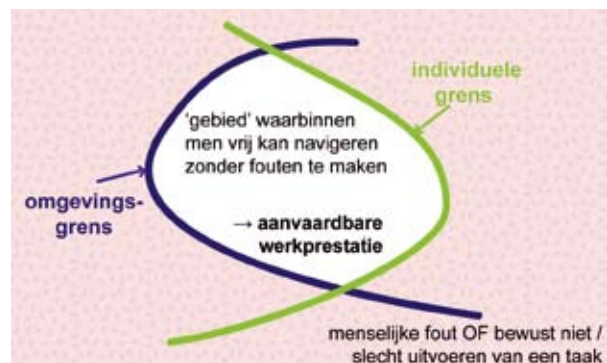 individuele
grens
'gebied' waarbinnen
men vrij kan navigeren
zonder fouten te maken
omgevings-
grens
→ aanvaardbare
werkprestatie
menselijke fout OF bewust niet /
slecht uitvoeren van een taak